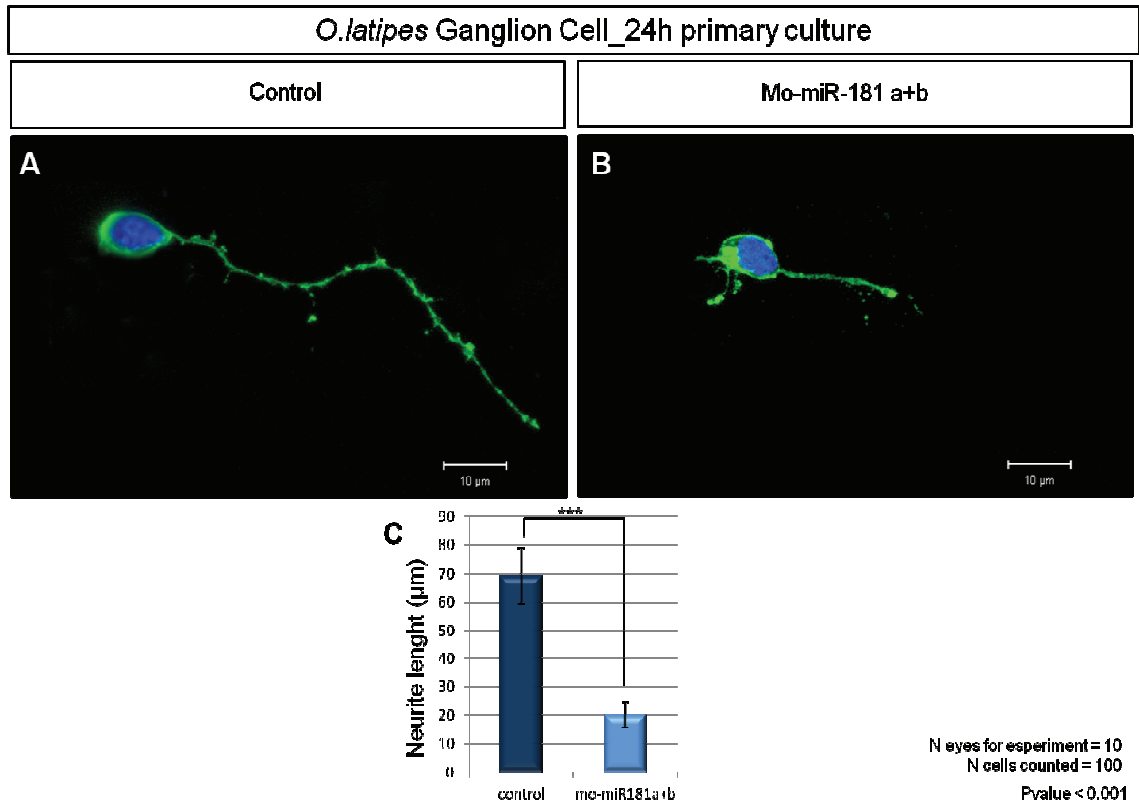 O.latipes Ganglion Cell_24h primary culture
Control
Mo-miR-181 a+b
A
B
10 µm
10 µm
C
***
Neurite lenght (µm)
90
80
70
60
50
40
30
20
10
0
control
mo-miR181a+b
N eyes for esperiment = 10
N cells counted = 100
Pvalue < 0.001